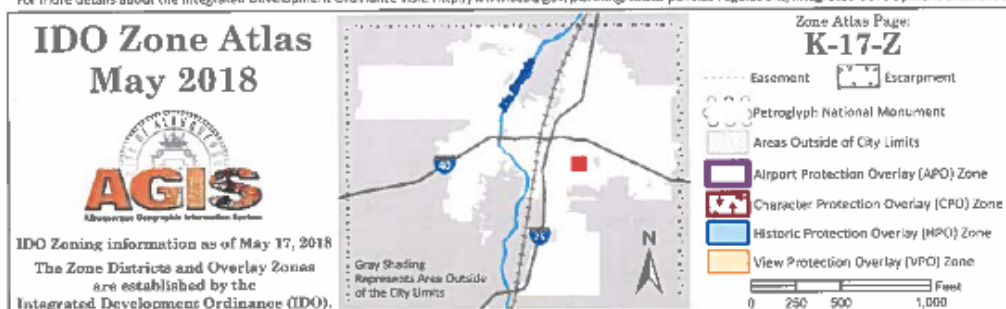 IDO Zone Atlas
May 2018
AGIS
Albuquerque Geographic Information System
IDO Zoning information as of May 17, 2018
The Zone Districts and Overlay Zones
are established by the
Integrated Development Ordinance (IDO).
40
25
N
Gray Shading
Represents Area Outside
of the City Limits
Zone Atlas Page:
K-17-Z
Easement
Escarpment
Petroglyph National Monument
Areas Outside of City Limits
Airport Protection Overlay (APO) Zone
Character Protection Overlay (CPO) Zone
Historic Protection Overlay (HPO) Zone
View Protection Overlay (VPO) Zone
Feet
0 250 500 1,000